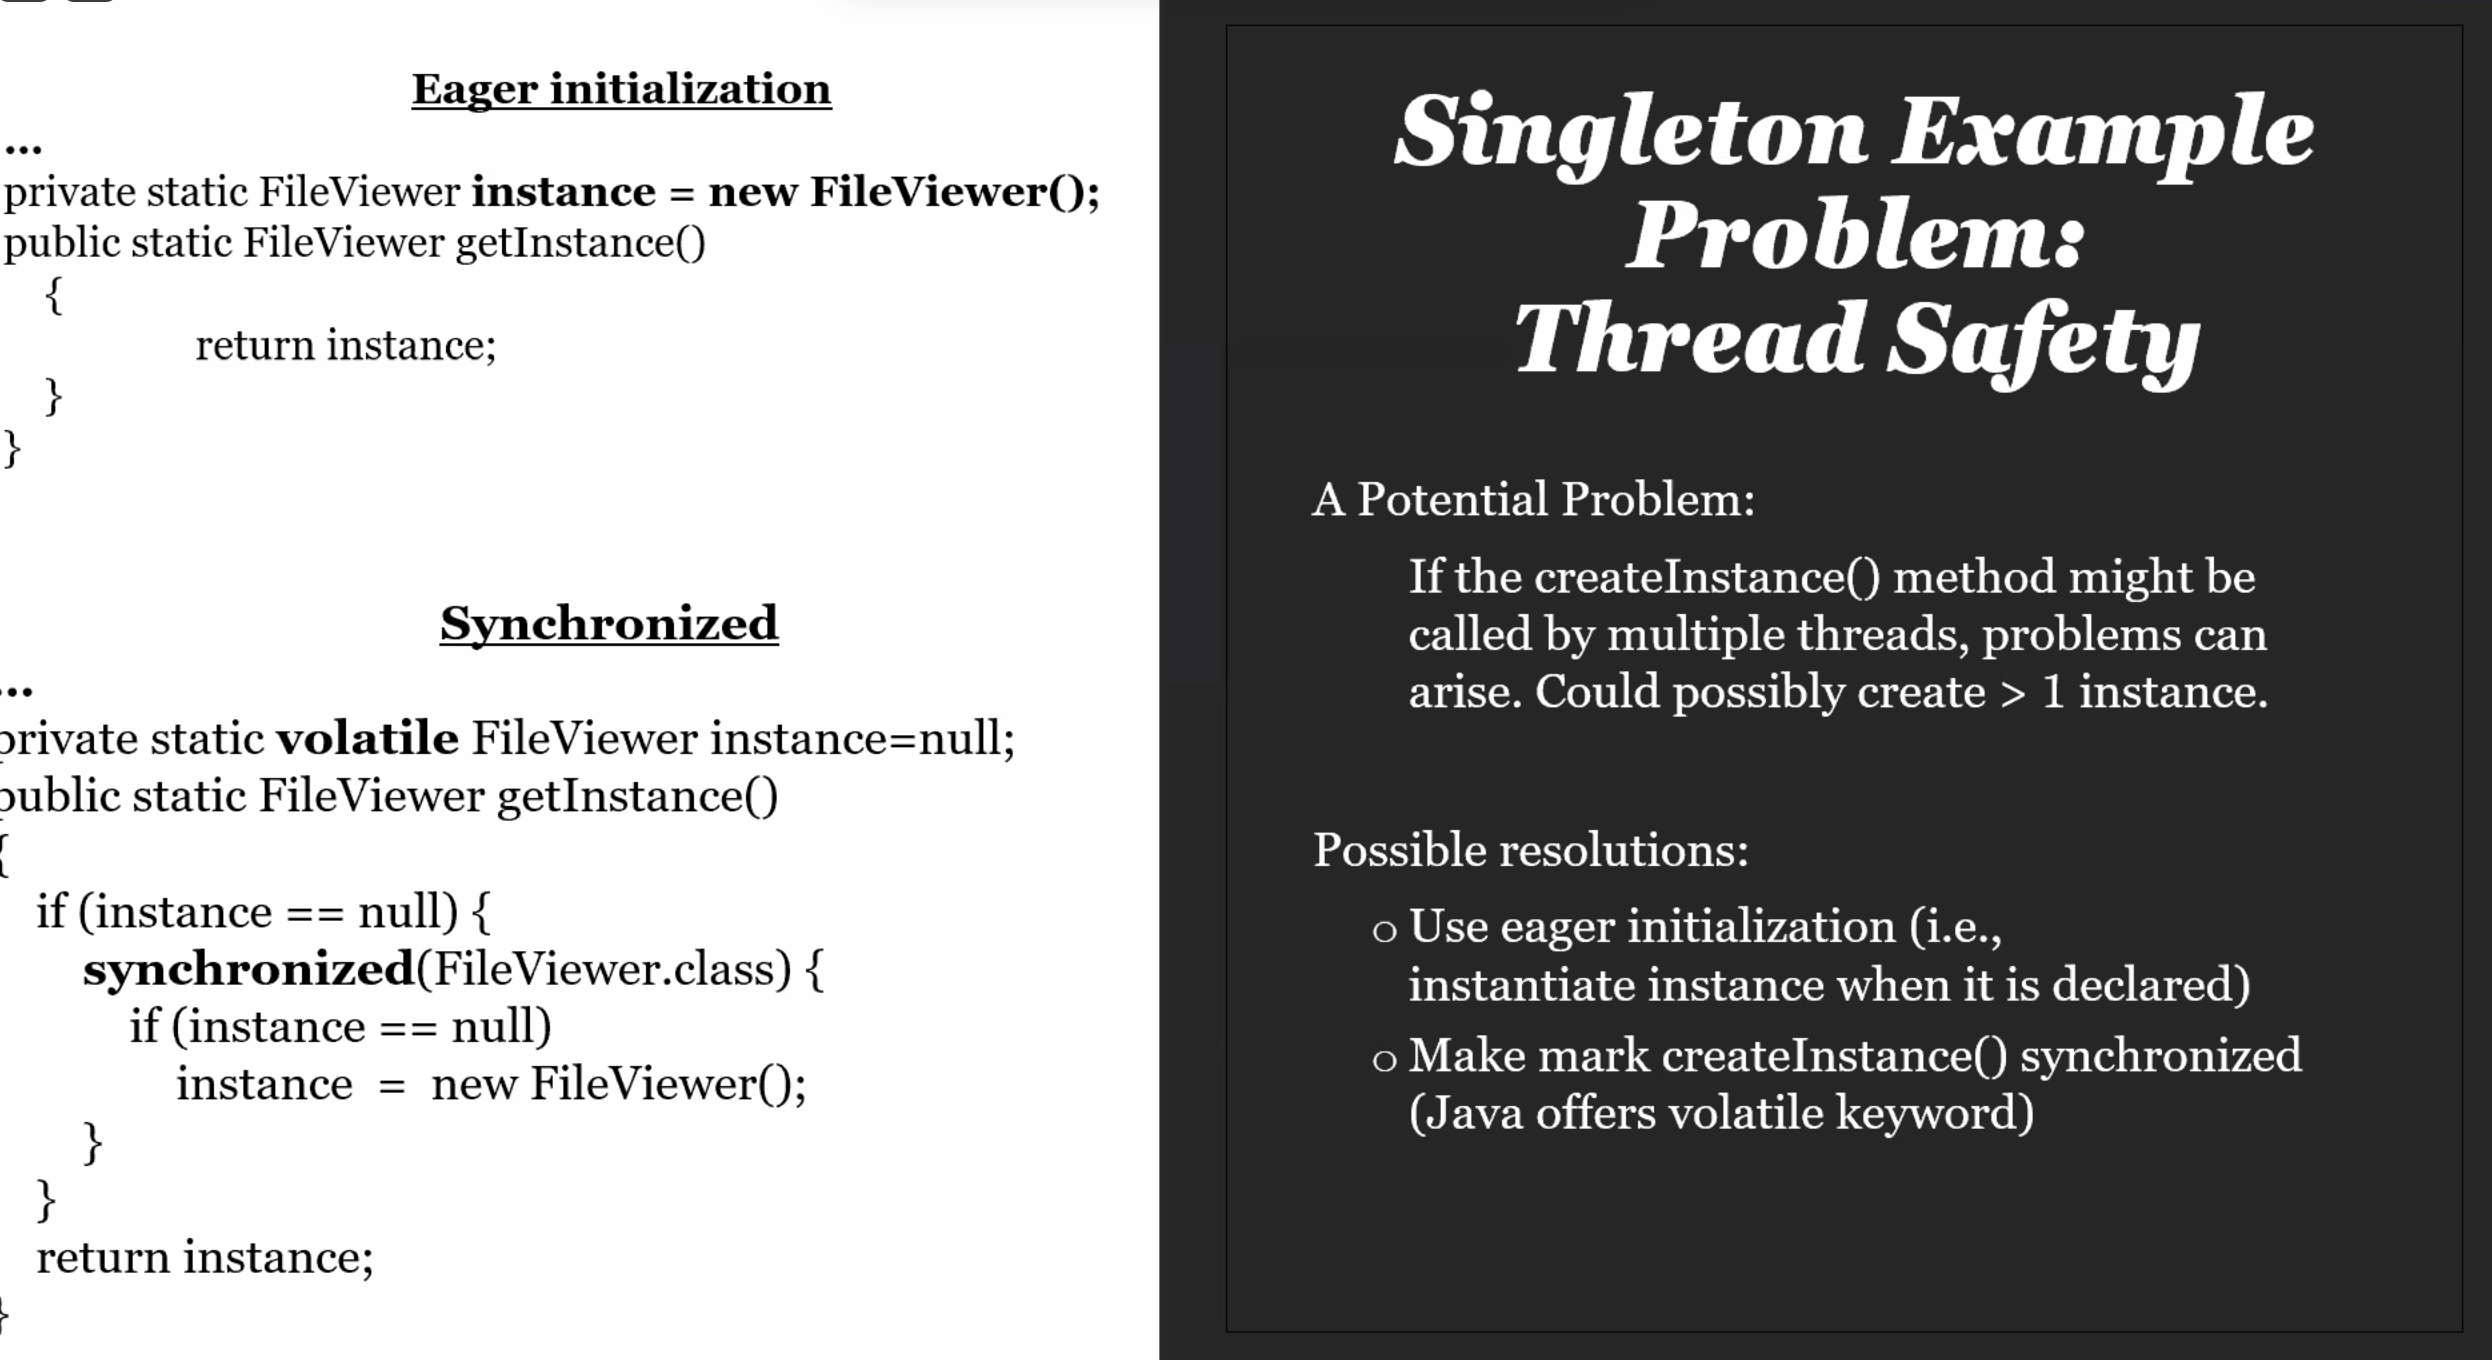 Eager initialization
...
private static FileViewer instance = new FileViewer();
public static FileViewer getInstance()
{
return instance;
}
}
Synchronized
...
private static volatile FileViewer instance=null;
public static FileViewer getInstance()
{
if (instance == null) {
synchronized(FileViewer.class) {
if (instance == null)
instance = new FileViewer();
}
}
return instance;
}
Singleton Example
Problem:
Thread Safety
A Potential Problem:
If the createInstance() method might be
called by multiple threads, problems can
arise. Could possibly create > 1 instance.
Possible resolutions:
o Use eager initialization (i.e.,
instantiate instance when it is declared)
o Make mark createInstance() synchronized
(Java offers volatile keyword)